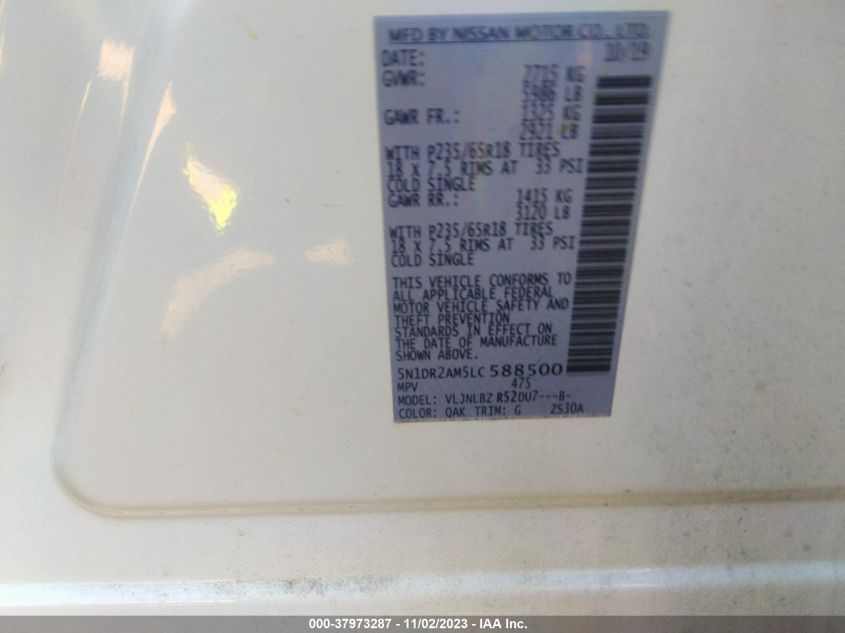 MFD BY NISSAN MOTOR CO., LTD.
DATE: 10/19
GVWR: 2715 KG
5986 LB
GAWR FR.: 1325 KG
2921 LB
WITH P235/65R18 TIRES
18 X 7.5 RIMS AT 33 PSI
COLD SINGLE
GAWR RR.: 1415 KG
3120 LB
WITH P235/65R18 TIRES
18 X 7.5 RIMS AT 33 PSI
COLD SINGLE
THIS VEHICLE CONFORMS TO
ALL APPLICABLE FEDERAL
MOTOR VEHICLE SAFETY AND
THEFT PREVENTION
STANDARDS IN EFFECT ON
THE DATE OF MANUFACTURE
SHOWN ABOVE.
5N1DR2AM5LC588500
MPV 475
MODEL: VLJNLBZ R52DU7---B-
COLOR: QAK TRIM: G ZS30A
000-37973287 - 11/02/2023 - IAA Inc.